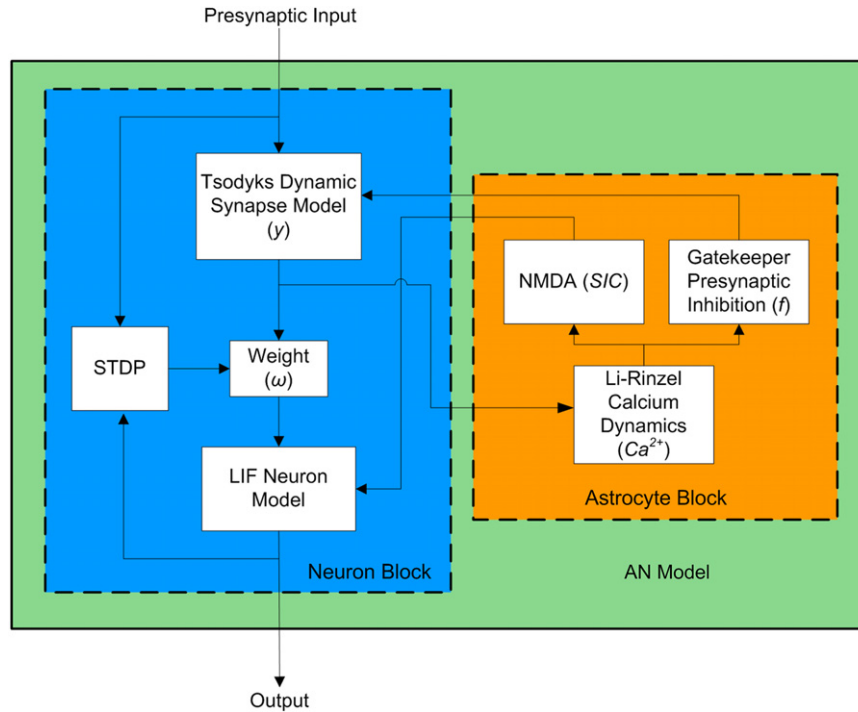 Presynaptic Input
Tsodyks Dynamic
Synapse Model
(y)
NMDA (SIC)
Gatekeeper
Presynaptic
Inhibition (f)
STDP
Weight
(ω)
Li-Rinzel
Calcium
Dynamics
(Ca²⁺)
LIF Neuron
Model
Astrocyte Block
Neuron Block
AN Model
Output